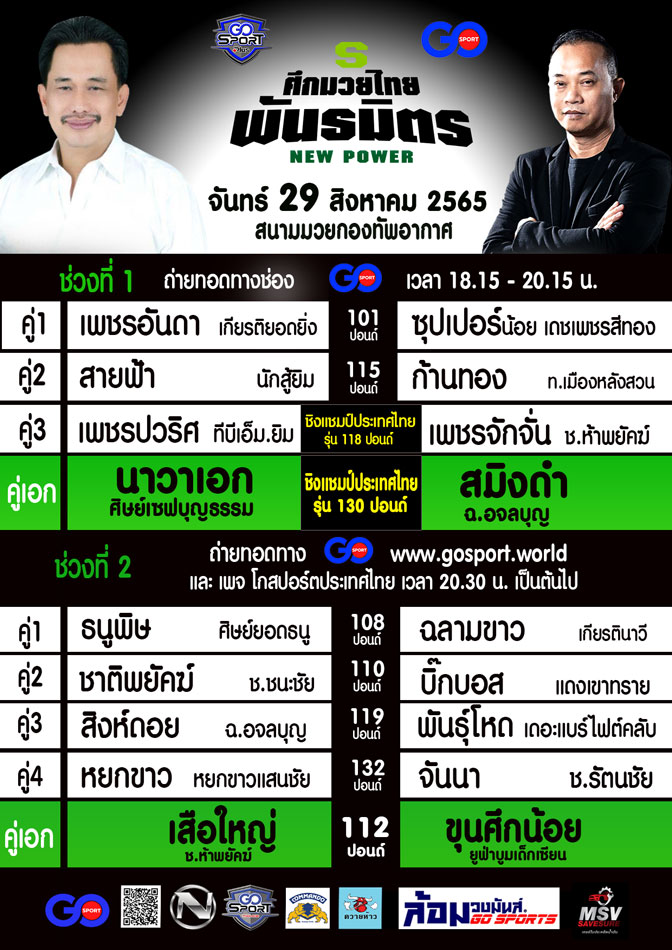 GO SPORT plus
GO SPORT
S
ศึกมวยไทย
พันธมิตร
NEW POWER
จันทร์ 29 สิงหาคม 2565
สนามมวยกองทัพอากาศ
ช่วงที่ 1 ถ่ายทอดทางช่อง GO SPORT เวลา 18.15 - 20.15 น.
คู่1 เพชรอันดา เกียรติยอดยิ่ง 101 ปอนด์ ซุปเปอร์น้อย เดชเพชรสีทอง
คู่2 สายฟ้า นักสู้ยิม 115 ปอนด์ ก้านทอง ท.เมืองหลังสวน
คู่3 เพชรปวริศ ทีบีเอ็ม.ยิม ชิงแชมป์ประเทศไทย รุ่น 118 ปอนด์ เพชรจักจั่น ช.ห้าพยัคฆ์
คู่เอก นาวาเอก ศิษย์เชฟบุญธรรม ชิงแชมป์ประเทศไทย รุ่น 130 ปอนด์ สมิงดำ ฉ.อจลบุญ
ช่วงที่ 2 ถ่ายทอดทาง GO SPORT www.gosport.world
และ เพจ โกสปอร์ตประเทศไทย เวลา 20.30 น. เป็นต้นไป
คู่1 ธนูพิษ ศิษย์ยอดธนู 108 ปอนด์ ฉลามขาว เกียรตินาวี
คู่2 ชาติพยัคฆ์ ช.ชนะชัย 110 ปอนด์ บิ๊กบอส แดงเขาทราย
คู่3 สิงห์ดอย ฉ.อจลบุญ 119 ปอนด์ พันธุ์โหด เดอะแบร์ไฟต์คลับ
คู่4 หยกขาว หยกขาวแสนชัย 132 ปอนด์ จันนา ช.รัตนชัย
คู่เอก เสือใหญ่ ช.ห้าพยัคฆ์ 112 ปอนด์ ขุนศึกน้อย ยูฟ่าบูมเด็กเซียน
GO SPORT N GO SPORT COMMANDO ควายห้าว ล้อมวงมันส์. GO SPORTS MSV SAVESURE